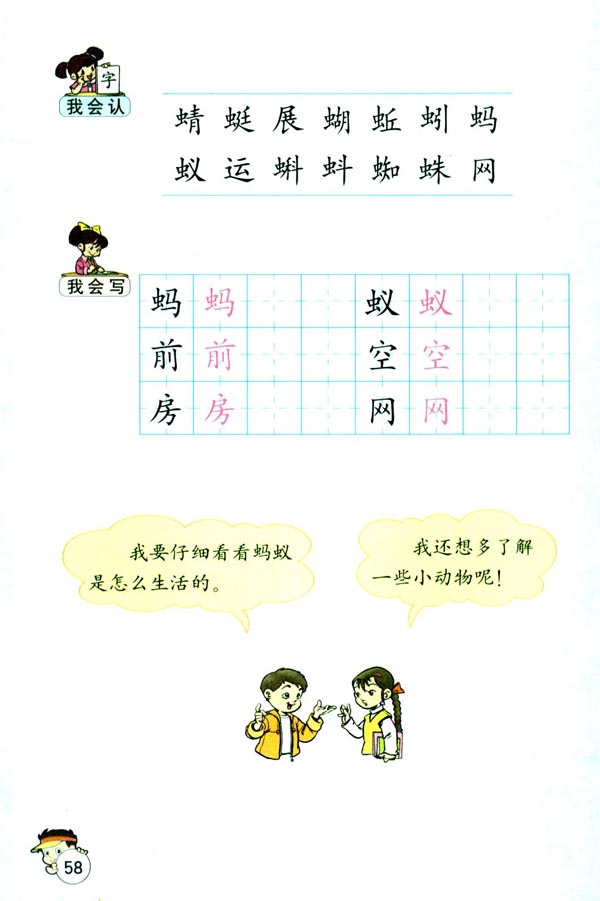 字
我会认
蜻蜓展蝴蚯蚓蚂
蚁运蝌蚪蜘蛛网
我会写
蚂蚂蚁蚁
前前空空
房房网网
我要仔细看看蚂蚁
是怎么生活的。
我还想多了解
一些小动物呢!
58